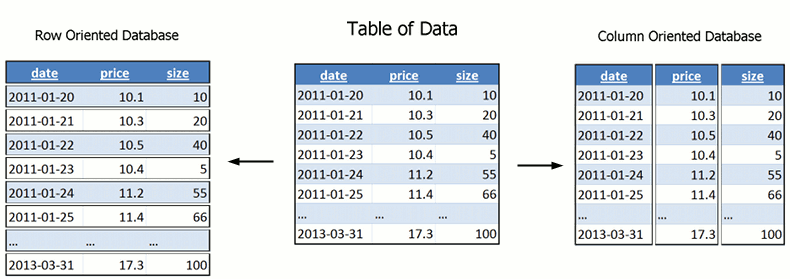 Row Oriented Database
date price size
2011-01-20 10.1 10
2011-01-21 10.3 20
2011-01-22 10.5 40
2011-01-23 10.4 5
2011-01-24 11.2 55
2011-01-25 11.4 66
... ... ...
2013-03-31 17.3 100
Table of Data
date price size
2011-01-20 10.1 10
2011-01-21 10.3 20
2011-01-22 10.5 40
2011-01-23 10.4 5
2011-01-24 11.2 55
2011-01-25 11.4 66
... ... ...
2013-03-31 17.3 100
Column Oriented Database
date price size
2011-01-20 10.1 10
2011-01-21 10.3 20
2011-01-22 10.5 40
2011-01-23 10.4 5
2011-01-24 11.2 55
2011-01-25 11.4 66
... ... ...
2013-03-31 17.3 100